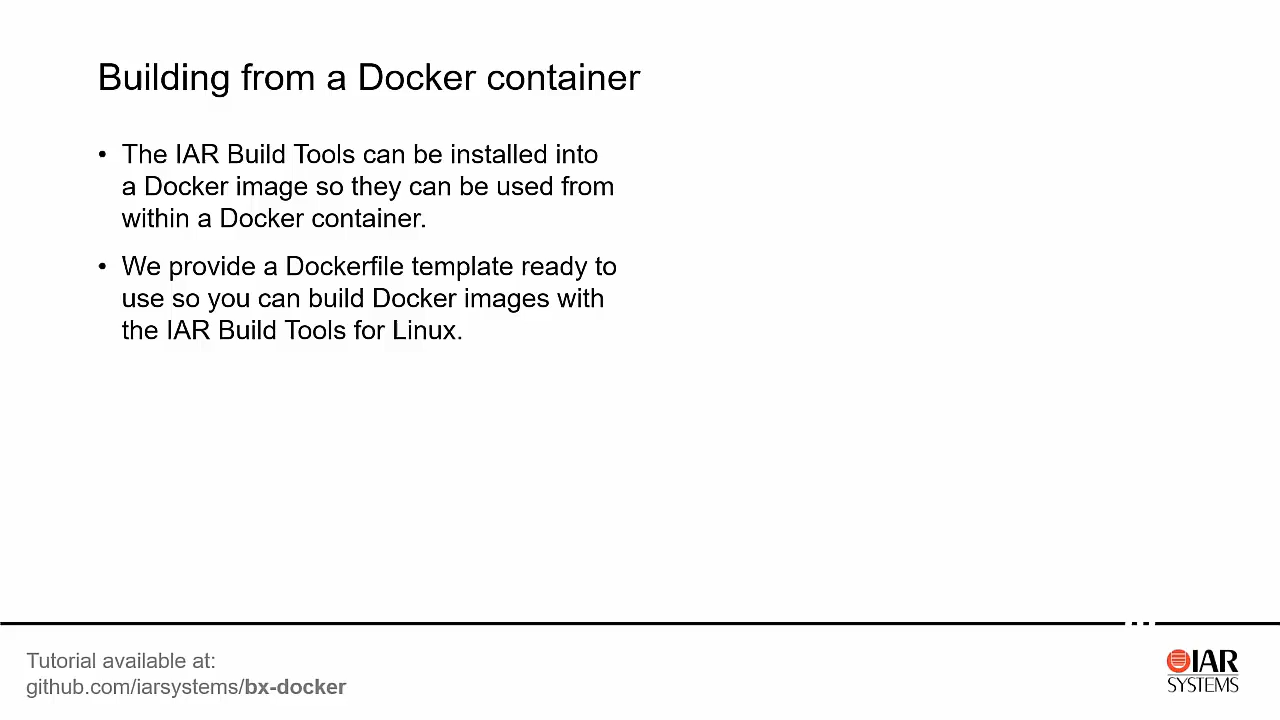 Building from a Docker container
• The IAR Build Tools can be installed into
a Docker image so they can be used from
within a Docker container.
• We provide a Dockerfile template ready to
use so you can build Docker images with
the IAR Build Tools for Linux.
Tutorial available at:
github.com/iarsystems/bx-docker
IAR
SYSTEMS